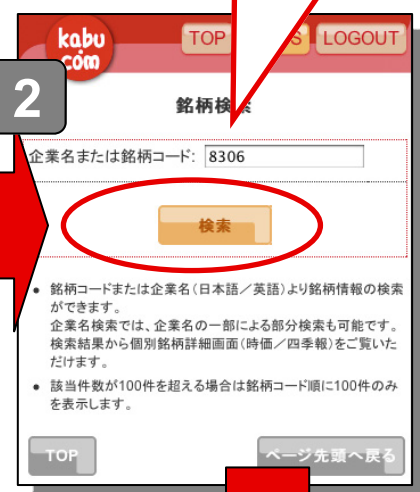 kabu
.com
TOP
S
LOGOUT
2
銘柄検
企業名または銘柄コード: 8306
検索
• 銘柄コードまたは企業名(日本語/英語)より銘柄情報の検索
ができます。
企業名検索では、企業名の一部による部分検索も可能です。
検索結果から個別銘柄詳細画面(時価/四季報)をご覧いた
だけます。
• 該当件数が100件を超える場合は銘柄コード順に100件のみ
を表示します。
TOP
ページ先頭へ戻る